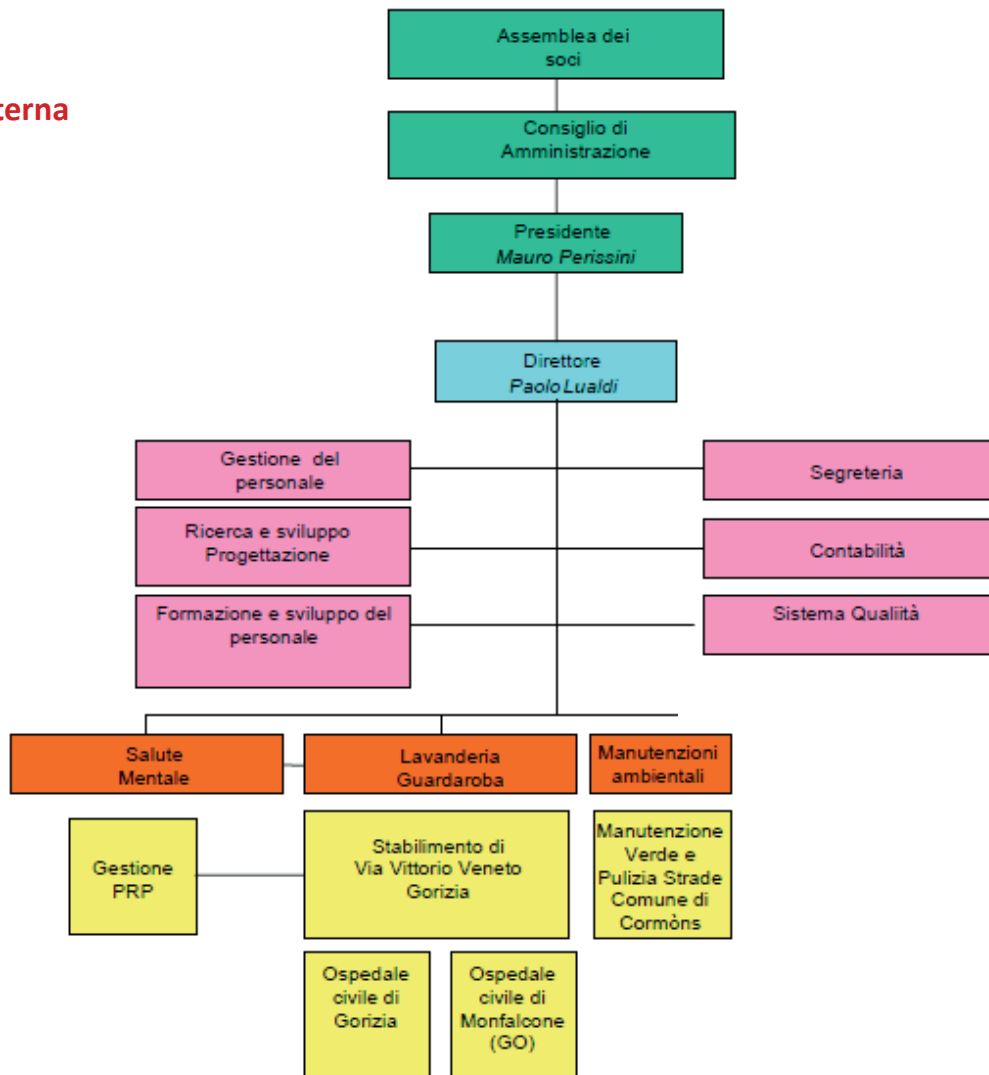 terna
Assemblea dei
soci
Consiglio di
Amministrazione
Presidente
Mauro Perissini
Direttore
Paolo Lualdi
Gestione del
personale
Segreteria
Ricerca e sviluppo
Progettazione
Contabilità
Formazione e sviluppo del
personale
Sistema Qualiità
Salute
Mentale
Lavanderia
Guardaroba
Manutenzioni
ambientali
Gestione
PRP
Stabilimento di
Via Vittorio Veneto
Gorizia
Manutenzione
Verde e
Pulizia Strade
Comune di
Cormòns
Ospedale
civile di
Gorizia
Ospedale
civile di
Monfalcone
(GO)